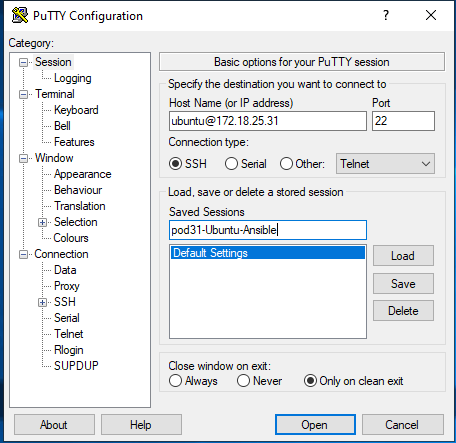 PuTTY Configuration
Category:
Session
Logging
Terminal
Keyboard
Bell
Features
Window
Appearance
Behaviour
Translation
Selection
Colours
Connection
Data
Proxy
SSH
Serial
Telnet
Rlogin
SUPDUP
Basic options for your PuTTY session
Specify the destination you want to connect to
Host Name (or IP address) Port
ubuntu@172.18.25.31 22
Connection type:
SSH Serial Other: Telnet
Load, save or delete a stored session
Saved Sessions
pod31-Ubuntu-Ansible
Default Settings
Load
Save
Delete
Close window on exit:
Always Never Only on clean exit
About Help Open Cancel